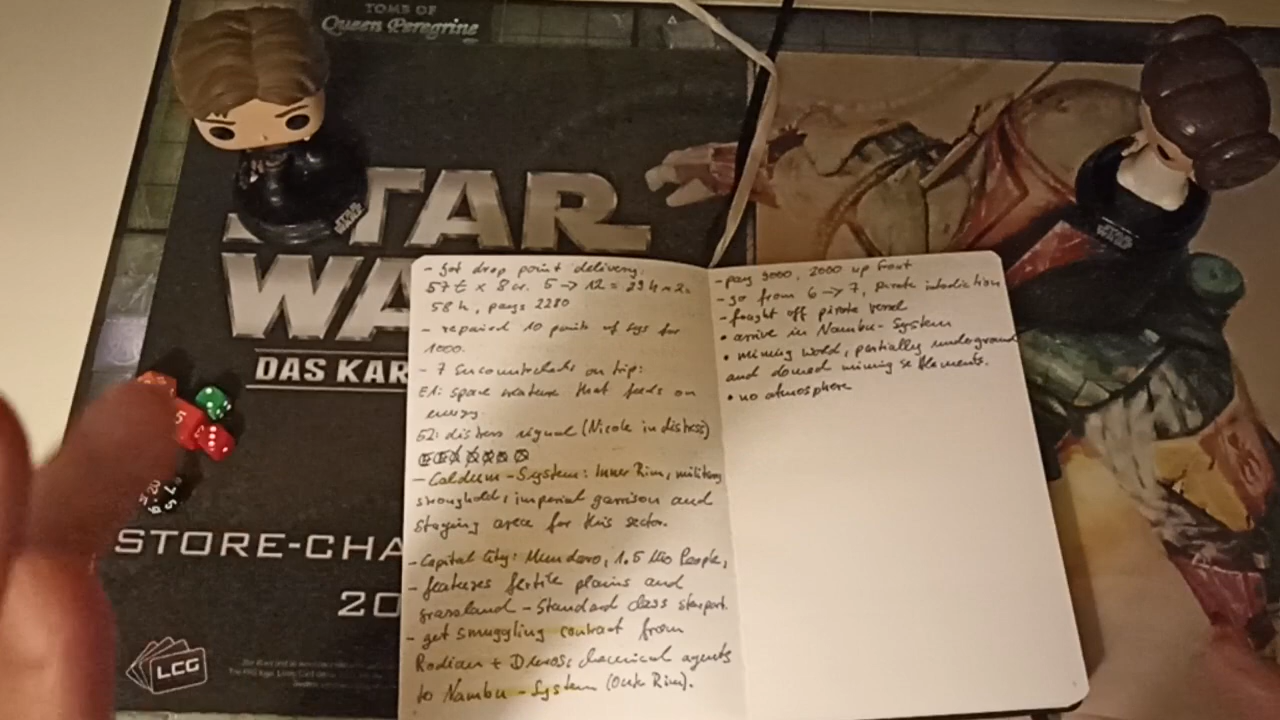 TOMB OF
Queen Peregrine
STAR
WA
DAS KAR
STORE-CHA
20
LCG
STAR WARS
- got drop point delivery:
57t x 8cr. 5 -> 12 = 29h x 2 =
58h, pays 2280
- repaired 10 points of sys for
1000.
- 7 Encounterchecks on trip:
E1: space creature that feeds on
energy.
E2: distress signal (Nicole in distress)
- Caldum-System: Inner Rim, military
stronghold, imperial garrison and
staging area for this sector.
- Capital City: Mundaro, 1.5 Mio People,
- features fertile plains and
grassland - Standard class starport.
- get smuggling contract from
Rodian + Duros: chemical agents
to Nambu-System (Outer Rim).
- pay 9000, 2000 up front
- go from 6 -> 7, pirate interdiction
- fought off pirate vessel
• arrive in Nambu-System
• mining world, partially underground
and domed mining settlements.
• no atmosphere